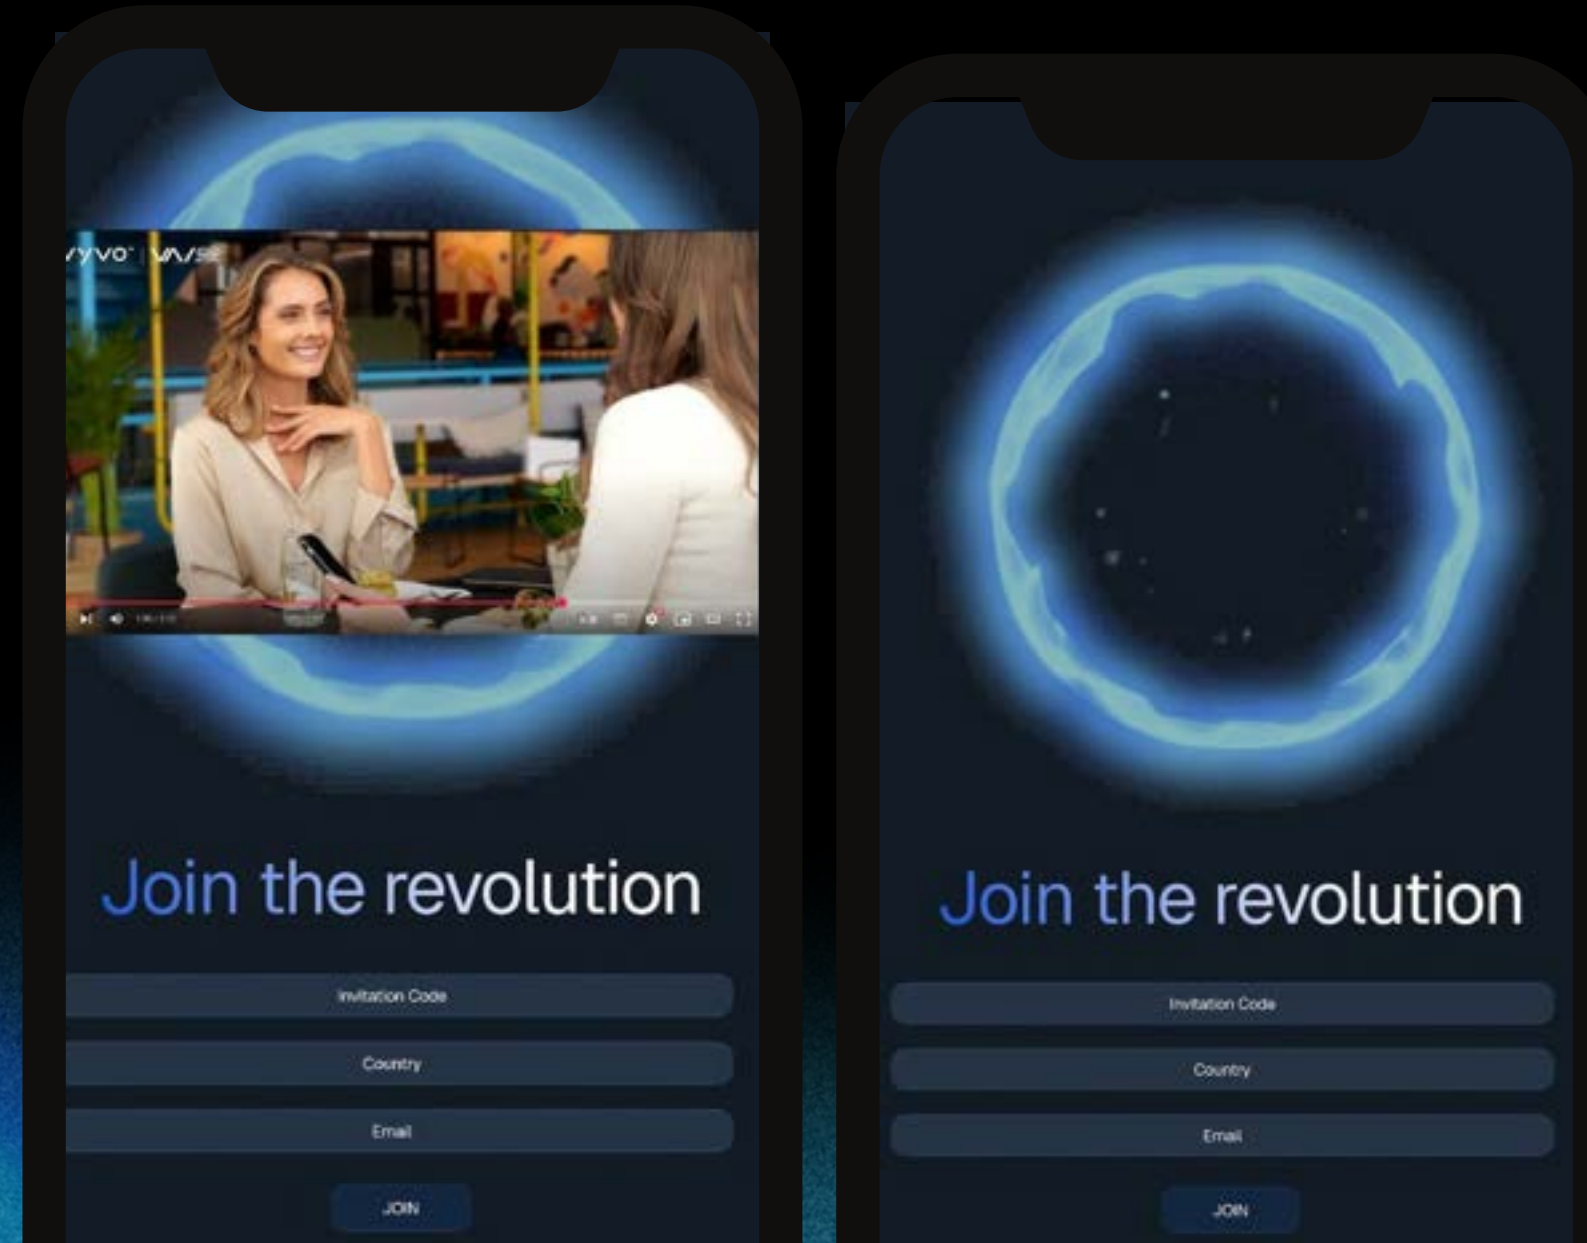 vyvo
Join the revolution
Invitation Code
Country
Email
JOIN
Join the revolution
Invitation Code
Country
Email
JOIN